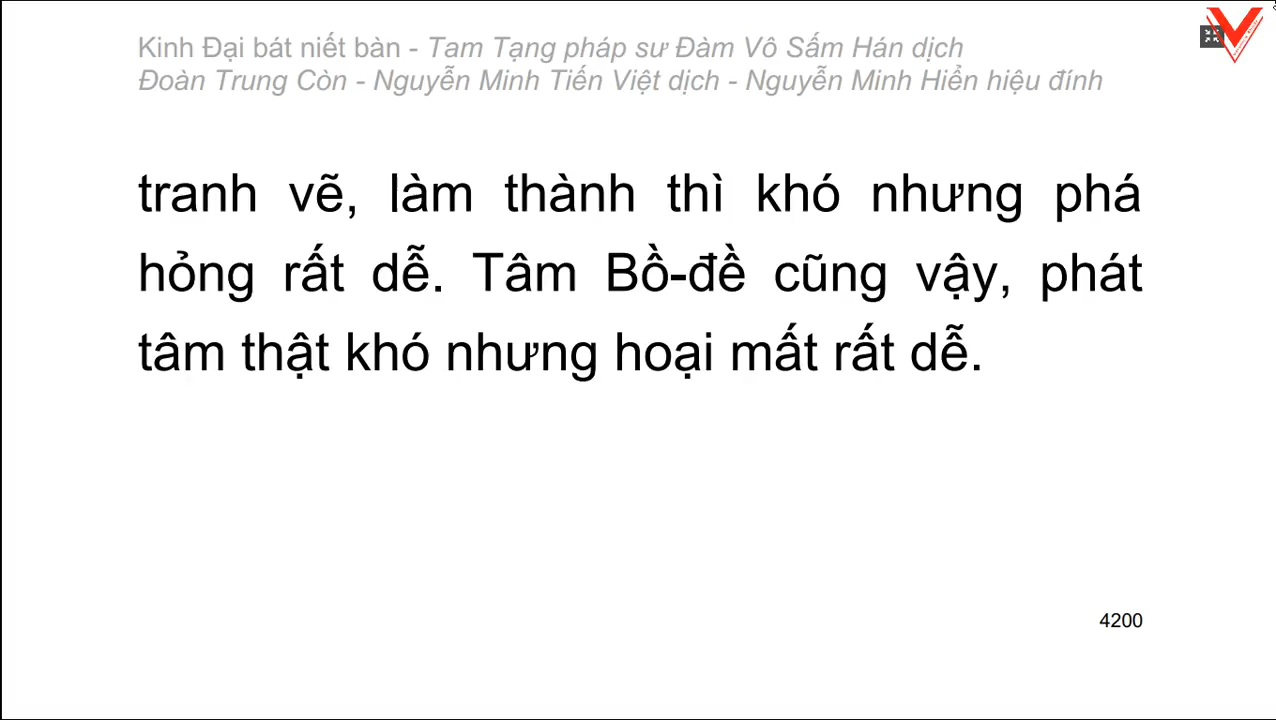 Kinh Đại bát niết bàn - Tam Tạng pháp sư Đàm Vô Sấm Hán dịch
Đoàn Trung Còn - Nguyễn Minh Tiến Việt dịch - Nguyễn Minh Hiển hiệu đính
tranh vẽ, làm thành thì khó nhưng phá
hỏng rất dễ. Tâm Bồ-đề cũng vậy, phát
tâm thật khó nhưng hoại mất rất dễ.
4200